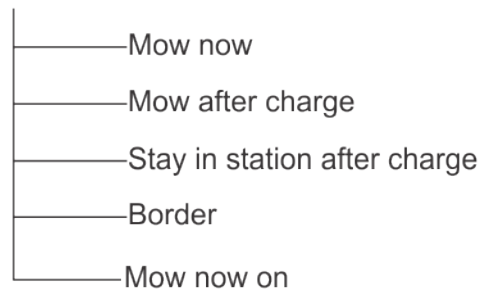 Mow now
Mow after charge
Stay in station after charge
Border
Mow now on